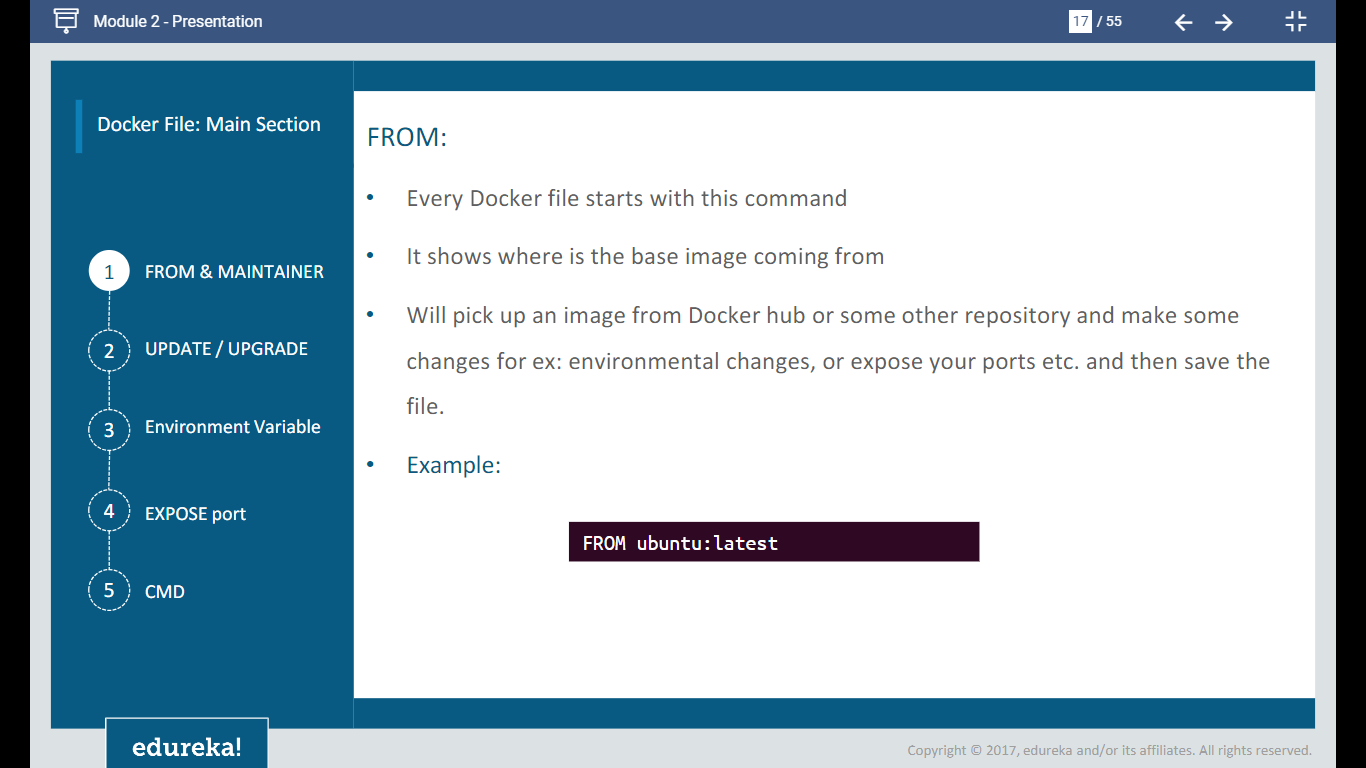 Module 2 - Presentation
17 / 55
Docker File: Main Section
1 FROM & MAINTAINER
2 UPDATE / UPGRADE
3 Environment Variable
4 EXPOSE port
5 CMD
FROM:
• Every Docker file starts with this command
• It shows where is the base image coming from
• Will pick up an image from Docker hub or some other repository and make some
changes for ex: environmental changes, or expose your ports etc. and then save the
file.
• Example:
FROM ubuntu:latest
edureka!
Copyright © 2017, edureka and/or its affiliates. All rights reserved.